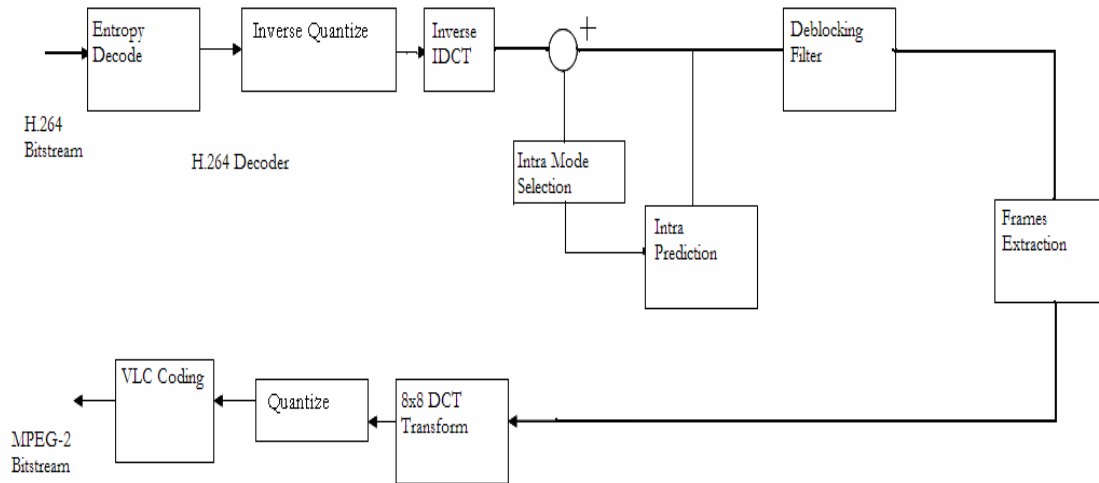 Entropy
Decode
Inverse Quantize
Inverse
IDCT
+
Deblocking
Filter
H.264
Bitstream
H.264 Decoder
Intra Mode
Selection
Intra
Prediction
Frames
Extraction
VLC Coding
Quantize
8x8 DCT
Transform
MPEG-2
Bitstream